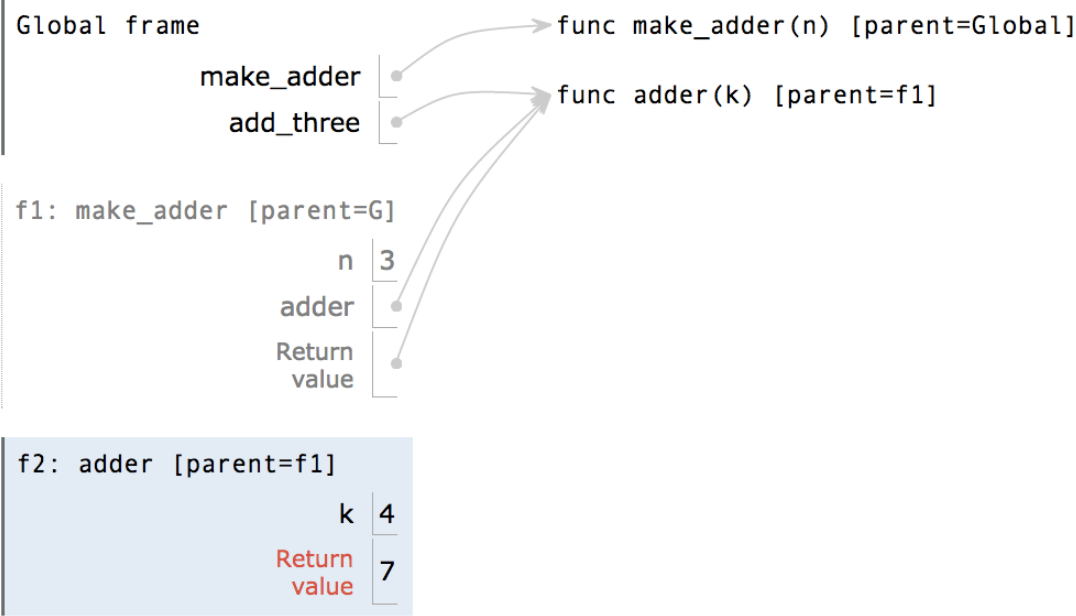 Global frame
func make_adder(n) [parent=Global]
make_adder
func adder(k) [parent=f1]
add_three
f1: make_adder [parent=G]
n 3
adder
Return
value
f2: adder [parent=f1]
k 4
Return
value 7